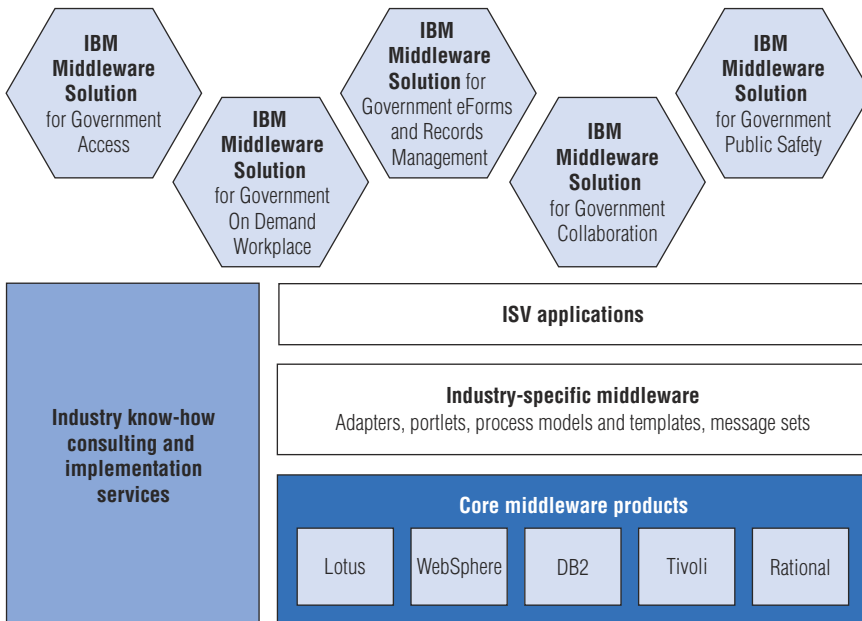 IBM
Middleware
Solution
for Government
Access
IBM
Middleware
Solution
for Government
On Demand
Workplace
IBM
Middleware
Solution for
Government eForms
and Records
Management
IBM
Middleware
Solution
for Government
Collaboration
IBM
Middleware
Solution
for Government
Public Safety
Industry know-how
consulting and
implementation
services
ISV applications
Industry-specific middleware
Adapters, portlets, process models and templates, message sets
Core middleware products
Lotus
WebSphere
DB2
Tivoli
Rational